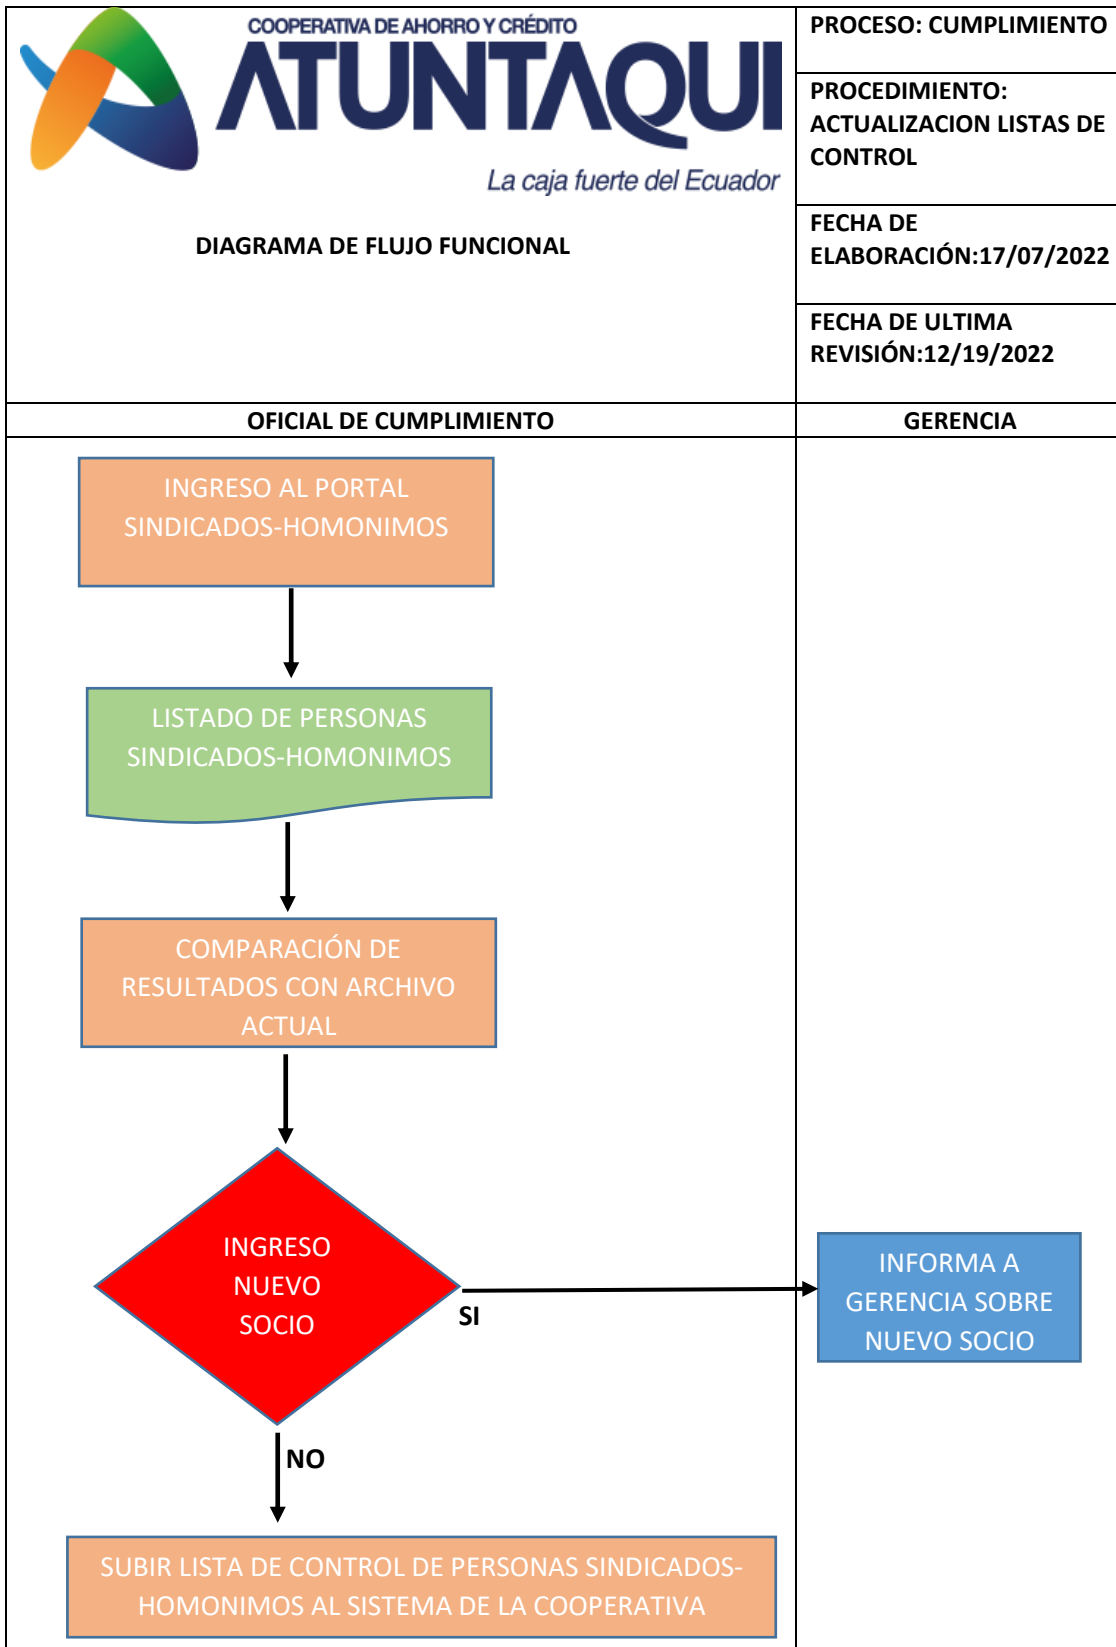 COOPERATIVA DE AHORRO Y CRÉDITO
ATUNTAQUI
La caja fuerte del Ecuador
DIAGRAMA DE FLUJO FUNCIONAL
PROCESO: CUMPLIMIENTO
PROCEDIMIENTO:
ACTUALIZACION LISTAS DE
CONTROL
FECHA DE
ELABORACIÓN:17/07/2022
FECHA DE ULTIMA
REVISIÓN:12/19/2022
OFICIAL DE CUMPLIMIENTO
GERENCIA
INGRESO AL PORTAL
SINDICADOS-HOMONIMOS
LISTADO DE PERSONAS
SINDICADOS-HOMONIMOS
COMPARACIÓN DE
RESULTADOS CON ARCHIVO
ACTUAL
INGRESO
NUEVO
SOCIO
SI
INFORMA A
GERENCIA SOBRE
NUEVO SOCIO
NO
SUBIR LISTA DE CONTROL DE PERSONAS SINDICADOS-
HOMONIMOS AL SISTEMA DE LA COOPERATIVA